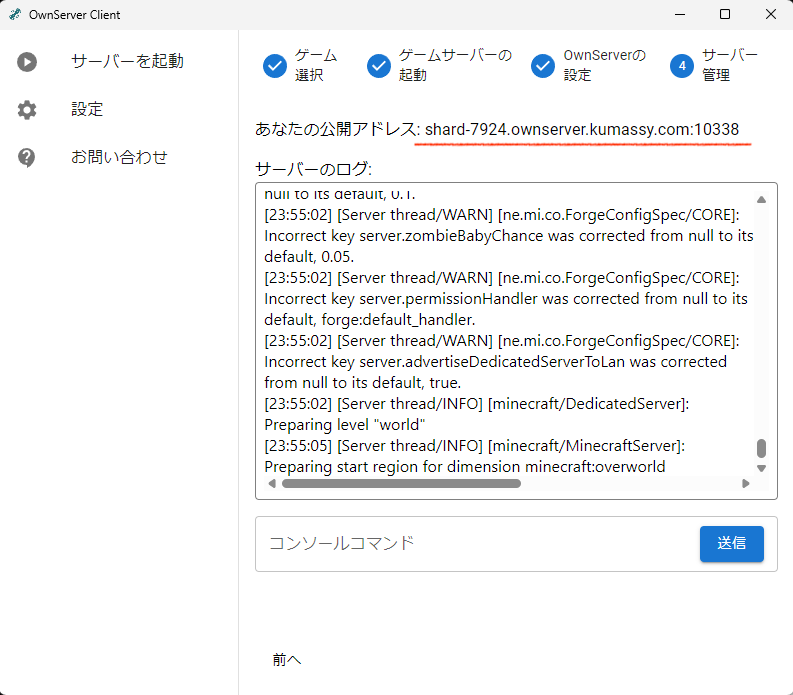 OwnServer Client
サーバーを起動
設定
お問い合わせ
ゲーム
選択
ゲームサーバーの
起動
OwnServerの
設定
4
サーバー
管理
あなたの公開アドレス: shard-7924.ownserver.kumassy.com:10338
サーバーのログ:
null to its default, 0.1.
[23:55:02] [Server thread/WARN] [ne.mi.co.ForgeConfigSpec/CORE]:
Incorrect key server.zombieBabyChance was corrected from null to its
default, 0.05.
[23:55:02] [Server thread/WARN] [ne.mi.co.ForgeConfigSpec/CORE]:
Incorrect key server.permissionHandler was corrected from null to its
default, forge:default_handler.
[23:55:02] [Server thread/WARN] [ne.mi.co.ForgeConfigSpec/CORE]:
Incorrect key server.advertiseDedicatedServerToLan was corrected
from null to its default, true.
[23:55:02] [Server thread/INFO] [minecraft/DedicatedServer]:
Preparing level "world"
[23:55:05] [Server thread/INFO] [minecraft/MinecraftServer]:
Preparing start region for dimension minecraft:overworld
コンソールコマンド
送信
前へ